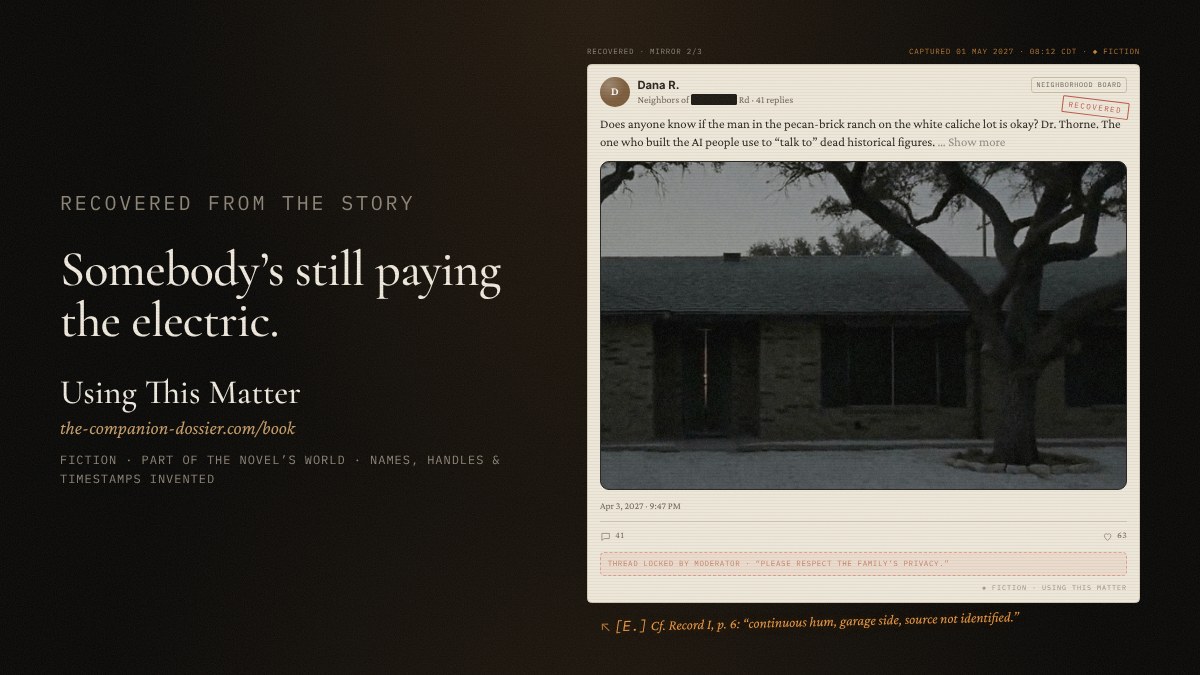 RECOVERED FROM THE STORY
Somebody’s still paying
the electric.
Using This Matter
the-companion-dossier.com/book
FICTION · PART OF THE NOVEL’S WORLD · NAMES, HANDLES &
TIMESTAMPS INVENTED
RECOVERED · MIRROR 2/3
CAPTURED 01 MAY 2027 · 08:12 CDT · ◆ FICTION
D
Dana R.
Neighbors of Rd · 41 replies
NEIGHBORHOOD BOARD
RECOVERED
Does anyone know if the man in the pecan-brick ranch on the white caliche lot is okay? Dr. Thorne. The
one who built the AI people use to “talk to” dead historical figures. … Show more
Apr 3, 2027 · 9:47 PM
41
63
THREAD LOCKED BY MODERATOR · “PLEASE RESPECT THE FAMILY’S PRIVACY.”
◆ FICTION · USING THIS MATTER
↖ [E.] Cf. Record I, p. 6: “continuous hum, garage side, source not identified.”